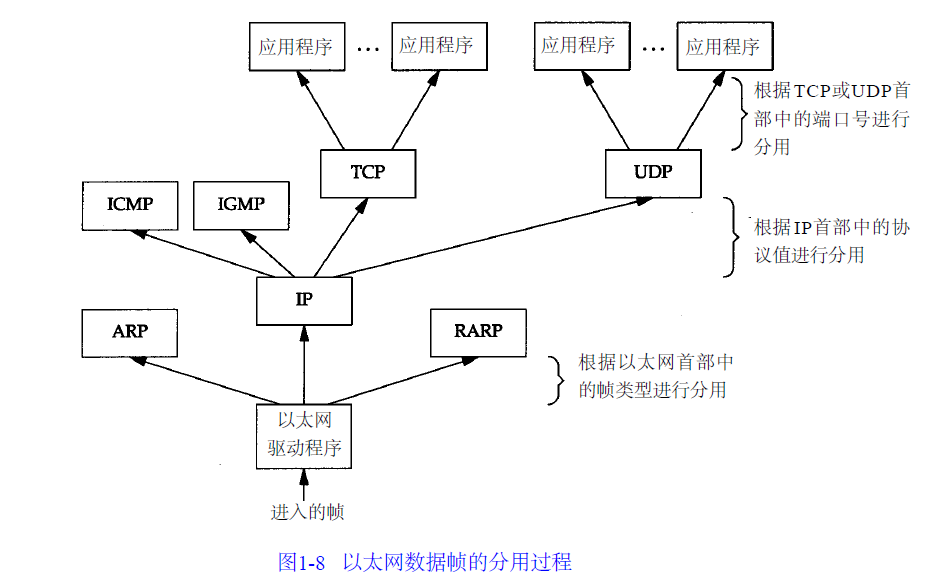 应用程序 … 应用程序 应用程序 … 应用程序
根据TCP或UDP首
部中的端口号进行
分用
TCP UDP
ICMP IGMP
根据IP首部中的协
议值进行分用
IP
ARP RARP
根据以太网首部中
的帧类型进行分用
以太网
驱动程序
进入的帧
图1-8 以太网数据帧的分用过程